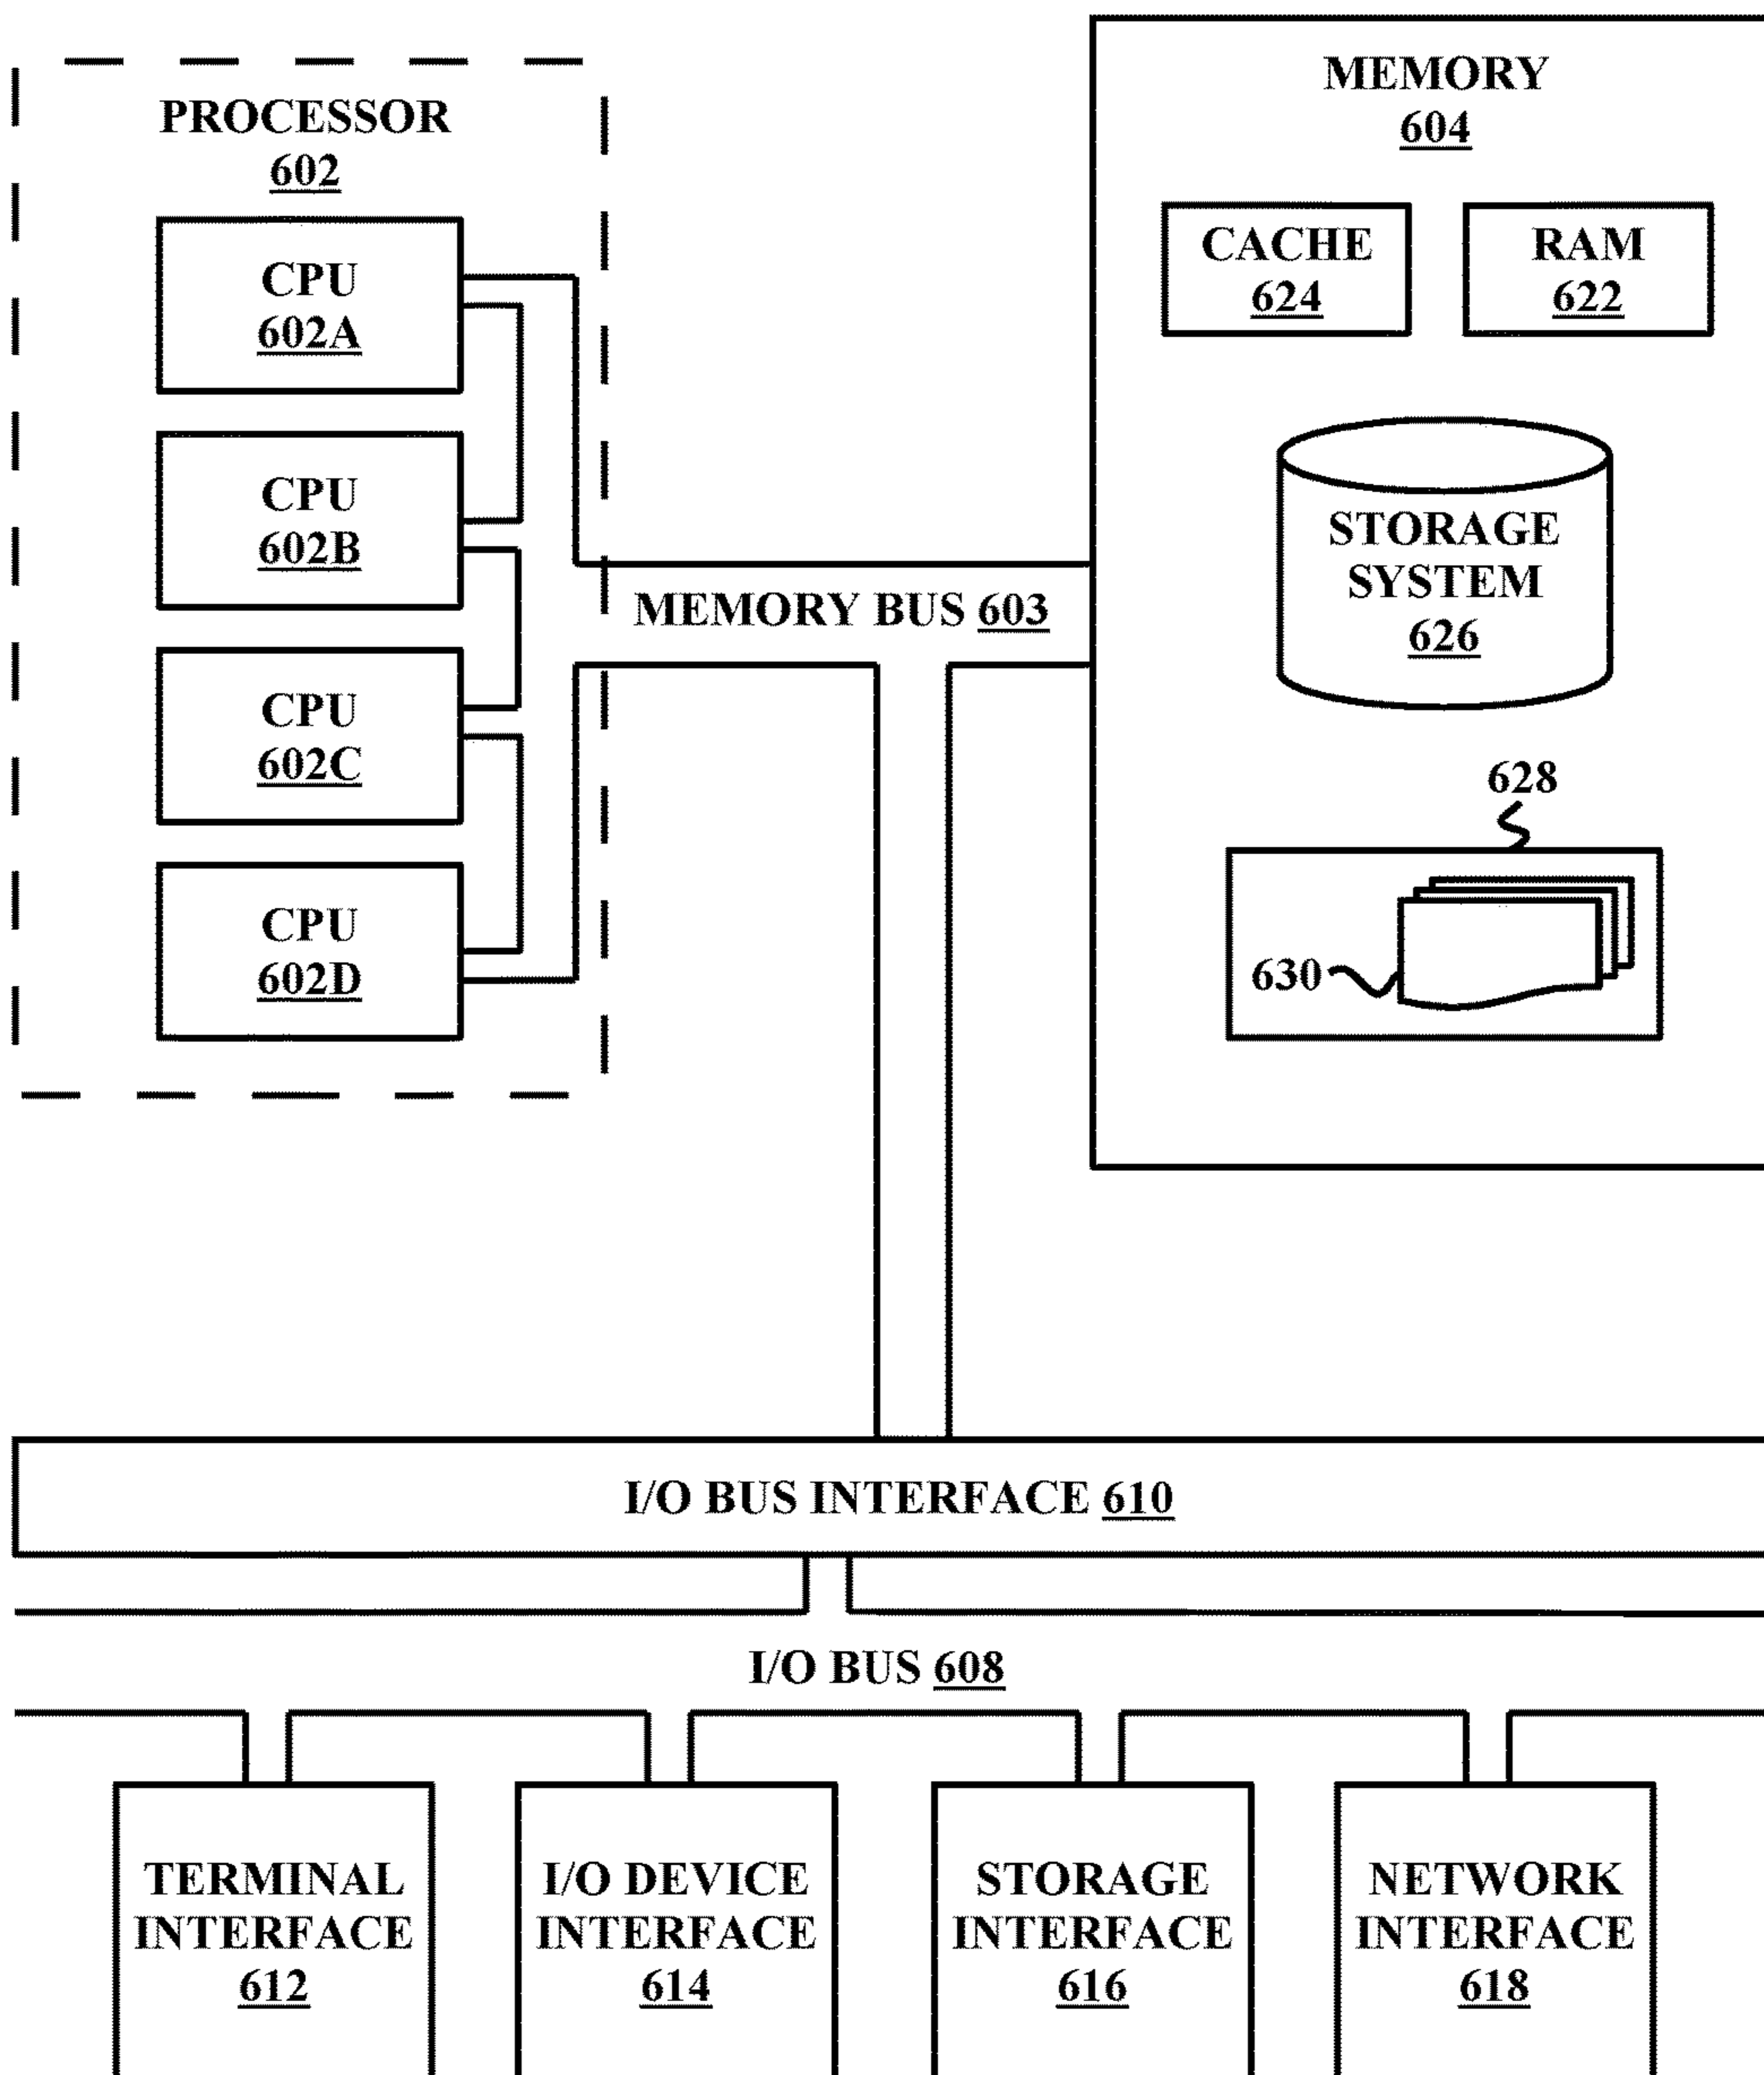 PROCESSOR
602
CPU
602A
CPU
602B
CPU
602C
CPU
602D
MEMORY BUS 603
MEMORY
604
CACHE
624
RAM
622
STORAGE
SYSTEM
626
628
630
I/O BUS INTERFACE 610
I/O BUS 608
TERMINAL
INTERFACE
612
I/O DEVICE
INTERFACE
614
STORAGE
INTERFACE
616
NETWORK
INTERFACE
618